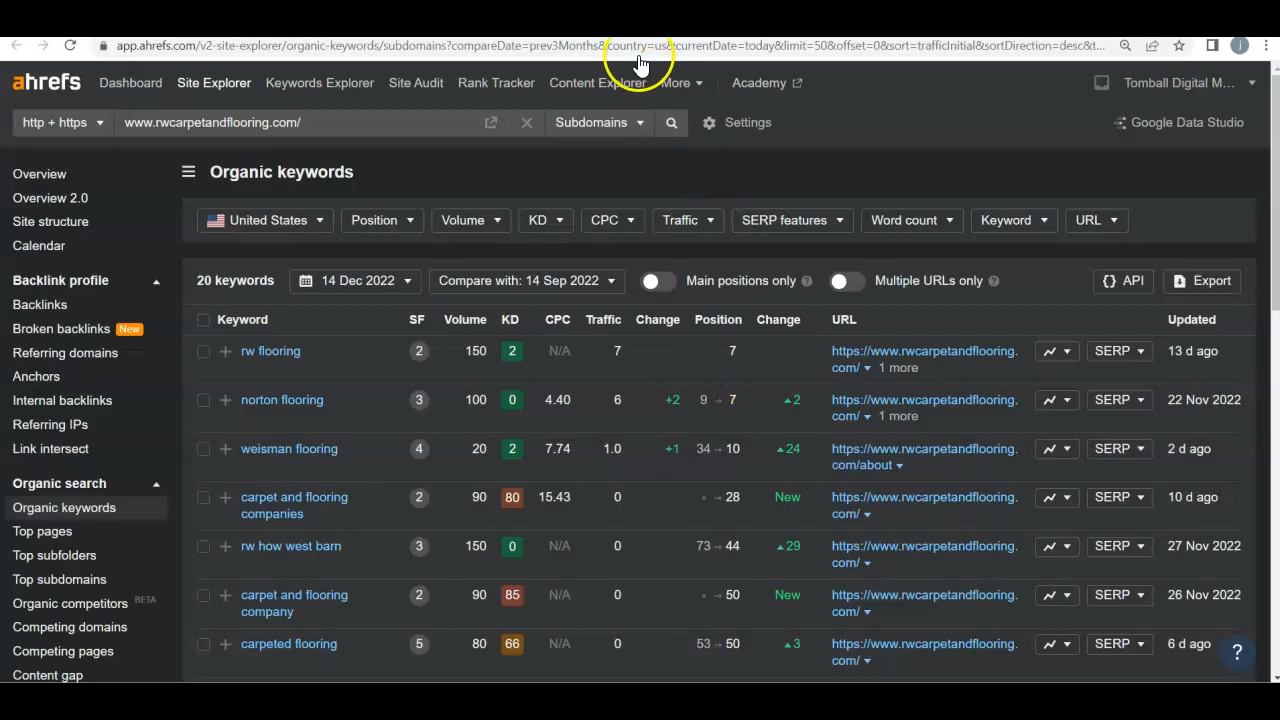 app.ahrefs.com/v2-site-explorer/organic-keywords/subdomains?compareDate=prev3Months&country=us&currentDate=today&limit=50&offset=0&sort=trafficInitial&sortDirection=desc&t...
j
ahrefs Dashboard Site Explorer Keywords Explorer Site Audit Rank Tracker Content Explorer More Academy Tomball Digital M...
http + https www.rwcarpetandflooring.com/ Subdomains Settings Google Data Studio
Overview
Overview 2.0
Site structure
Calendar
Backlink profile
Backlinks
Broken backlinks New
Referring domains
Anchors
Internal backlinks
Referring IPs
Link intersect
Organic search
Organic keywords
Top pages
Top subfolders
Top subdomains
Organic competitors BETA
Competing domains
Competing pages
Content gap
Organic keywords
United States Position Volume KD CPC Traffic SERP features Word count Keyword URL
20 keywords 14 Dec 2022 Compare with: 14 Sep 2022 Main positions only ? Multiple URLs only ? {} API Export
Keyword SF Volume KD CPC Traffic Change Position Change URL Updated
rw flooring 2 150 2 N/A 7 7 https://www.rwcarpetandflooring. SERP 13 d ago
com/ 1 more
norton flooring 3 100 0 4.40 6 +2 9 → 7 2 https://www.rwcarpetandflooring. SERP 22 Nov 2022
com/ 1 more
weisman flooring 4 20 2 7.74 1.0 +1 34 → 10 24 https://www.rwcarpetandflooring. SERP 2 d ago
com/about
carpet and flooring 2 90 80 15.43 0 × → 28 New https://www.rwcarpetandflooring. SERP 10 d ago
companies com/
rw how west barn 3 150 0 N/A 0 73 → 44 29 https://www.rwcarpetandflooring. SERP 27 Nov 2022
com/
carpet and flooring 2 90 85 N/A 0 × → 50 New https://www.rwcarpetandflooring. SERP 26 Nov 2022
company com/
carpeted flooring 5 80 66 N/A 0 53 → 50 3 https://www.rwcarpetandflooring. SERP 6 d ago
com/
?